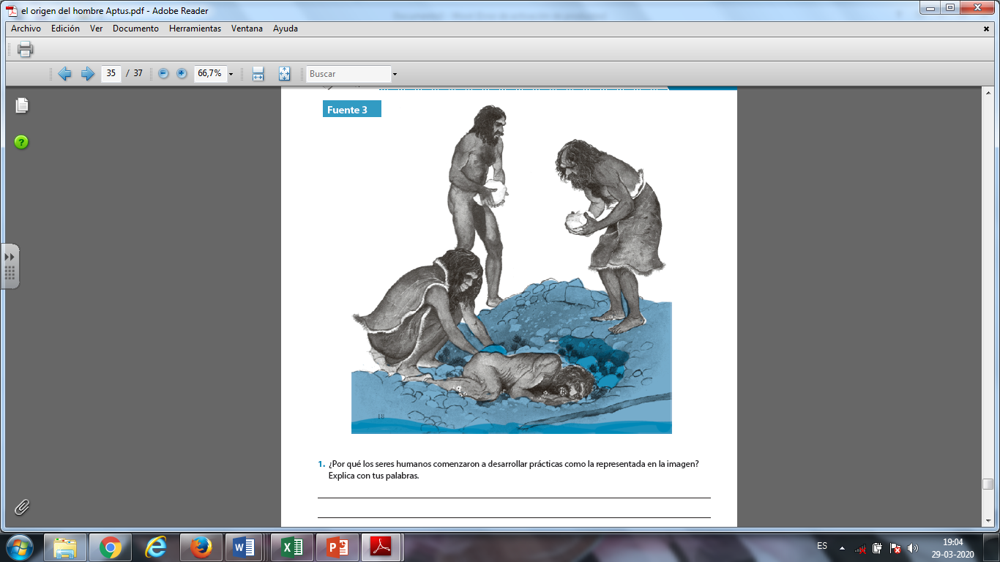 el origen del hombre Aptus.pdf - Adobe Reader
Archivo Edición Ver Documento Herramientas Ventana Ayuda
35 / 37 66,7% Buscar
Fuente 3
18
1. ¿Por qué los seres humanos comenzaron a desarrollar prácticas como la representada en la imagen?
Explica con tus palabras.
ES
19:04
29-03-2020